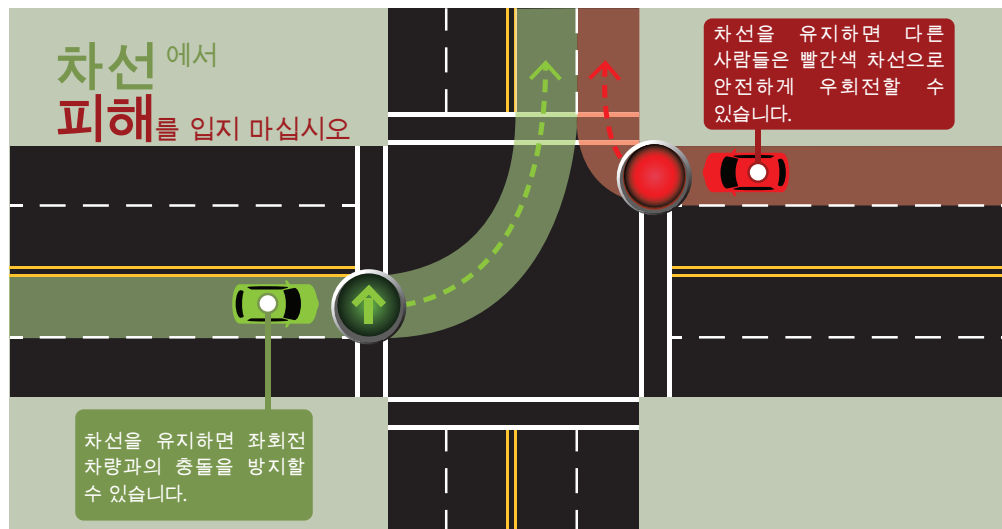 차선에서
피해를 입지 마십시오
차선을 유지하면 다른
사람들은 빨간색 차선으로
안전하게 우회전할 수
있습니다.
차선을 유지하면 좌회전
차량과의 충돌을 방지할
수 있습니다.